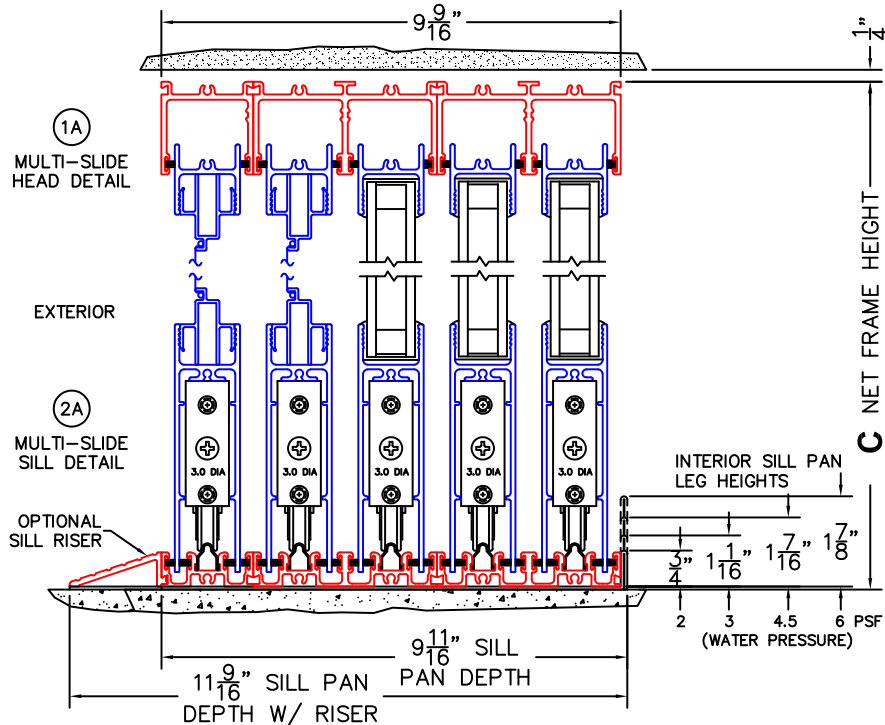 9 9/16"
1/4"
1A
MULTI-SLIDE
HEAD DETAIL
EXTERIOR
C NET FRAME HEIGHT
2A
MULTI-SLIDE
SILL DETAIL
3.0 DIA 3.0 DIA 3.0 DIA 3.0 DIA 3.0 DIA
INTERIOR SILL PAN
LEG HEIGHTS
OPTIONAL
SILL RISER
3/4" 1 1/16" 1 7/16" 1 7/8"
2 3 4.5 6 PSF
(WATER PRESSURE)
9 11/16" SILL
PAN DEPTH
11 9/16" SILL PAN
DEPTH W/ RISER